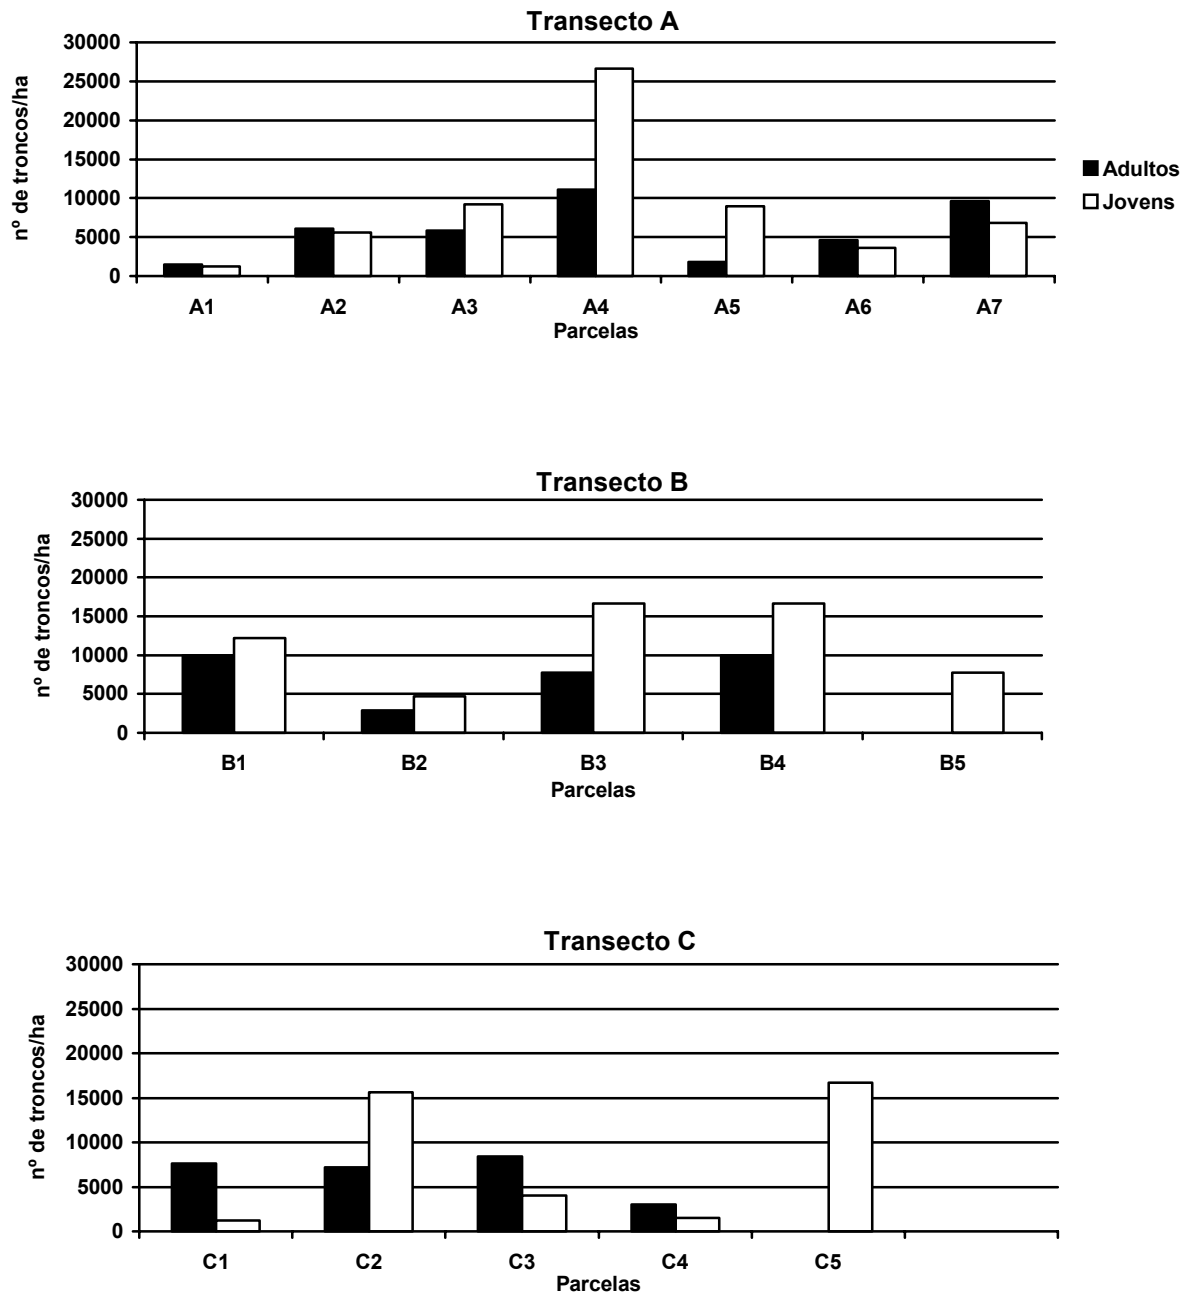 Transecto A
nº de troncos/ha
30000
25000
20000
15000
10000
5000
0
A1 A2 A3 A4 A5 A6 A7
Parcelas
Adultos
Jovens
Transecto B
nº de troncos/ha
30000
25000
20000
15000
10000
5000
0
B1 B2 B3 B4 B5
Parcelas
Transecto C
nº de troncos/ha
30000
25000
20000
15000
10000
5000
0
C1 C2 C3 C4 C5
Parcelas